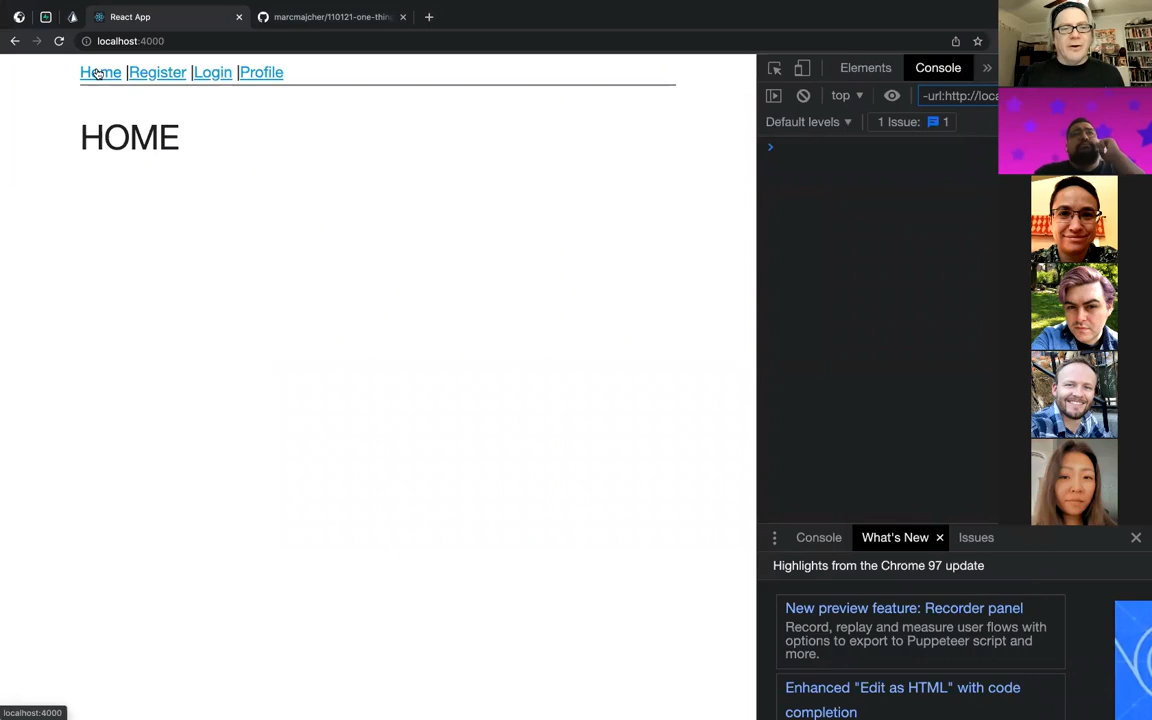 React App
marcmajcher/110121-one-thin
localhost:4000
Home |Register |Login |Profile
HOME
Elements
Console
top
-url:http://loca
Default levels
1 Issue: 1
Console
What's New
Issues
Highlights from the Chrome 97 update
New preview feature: Recorder panel
Record, replay and measure user flows with
options to export to Puppeteer script and
more.
Enhanced "Edit as HTML" with code
completion
localhost:4000